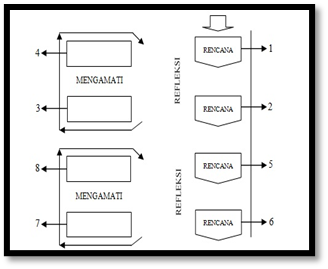 4
RENCANA
1
MENGAMATI
REFLEKSI
3
RENCANA
2
8
RENCANA
5
MENGAMATI
REFLEKSI
7
RENCANA
6